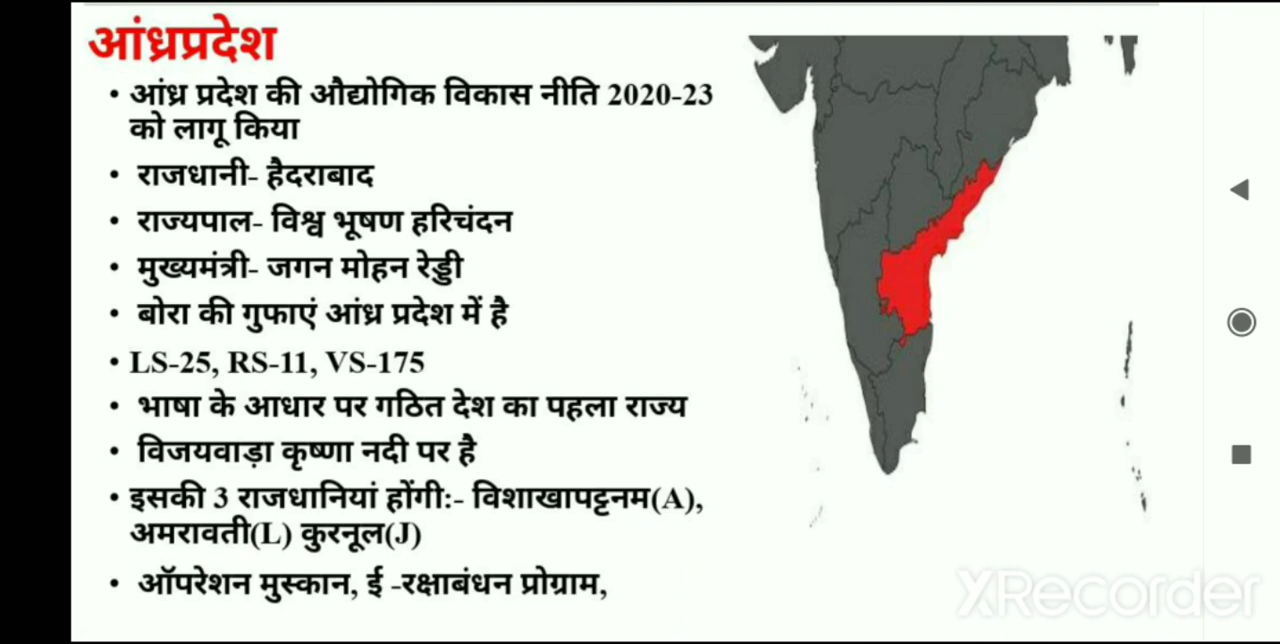 आंध्रप्रदेश
• आंध्र प्रदेश की औद्योगिक विकास नीति 2020-23
को लागू किया
• राजधानी- हैदराबाद
• राज्यपाल- विश्व भूषण हरिचंदन
• मुख्यमंत्री- जगन मोहन रेड्डी
• बोरा की गुफाएं आंध्र प्रदेश में है
• LS-25, RS-11, VS-175
• भाषा के आधार पर गठित देश का पहला राज्य
• विजयवाड़ा कृष्णा नदी पर है
• इसकी 3 राजधानियां होंगी:- विशाखापट्टनम(A),
अमरावती(L) कुरनूल(J)
• ऑपरेशन मुस्कान, ई -रक्षाबंधन प्रोग्राम,
XRecorder